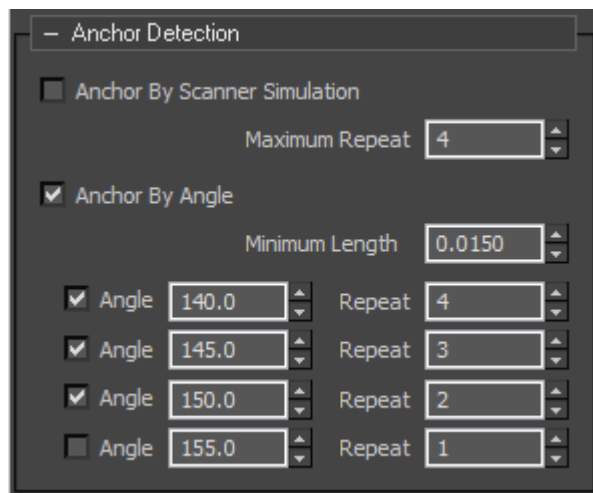 − Anchor Detection
Anchor By Scanner Simulation
Maximum Repeat 4
Anchor By Angle
Minimum Length 0.0150
Angle 140.0 Repeat 4
Angle 145.0 Repeat 3
Angle 150.0 Repeat 2
Angle 155.0 Repeat 1